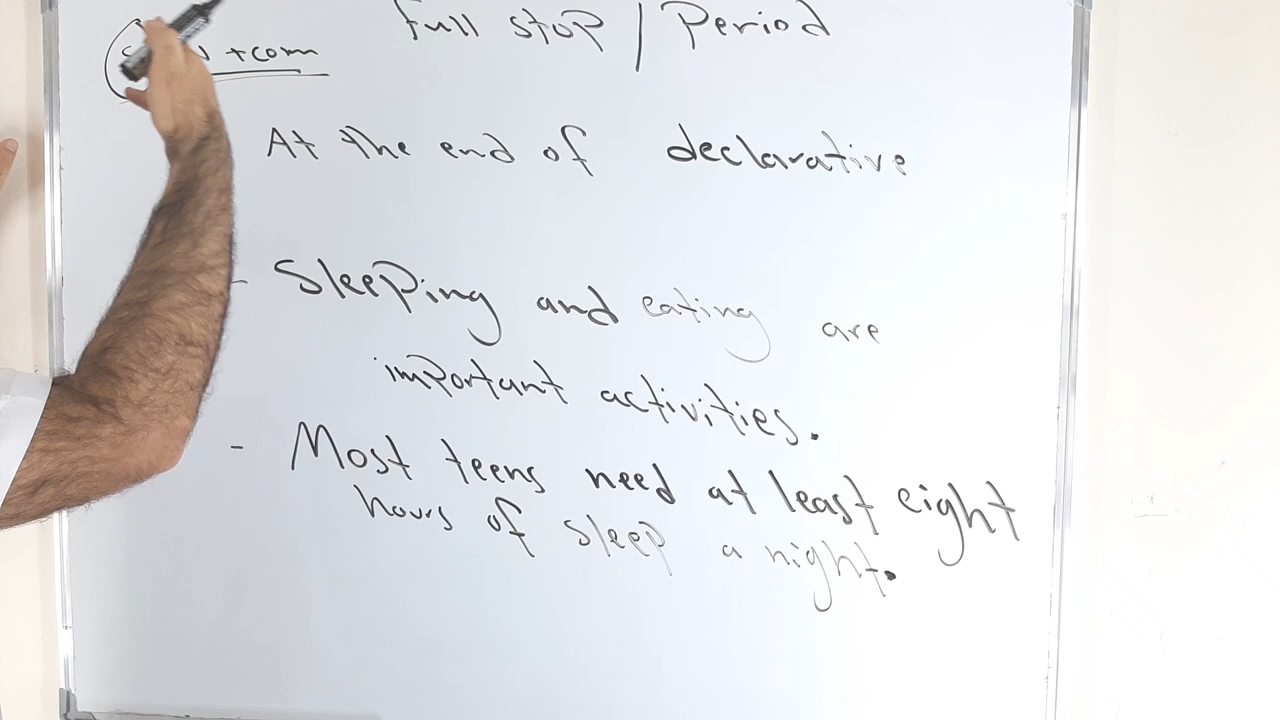 full stop / Period
+com
At the end of declarative
- Sleeping and eating are
important activities.
- Most teens need at least eight
hours of sleep a night.